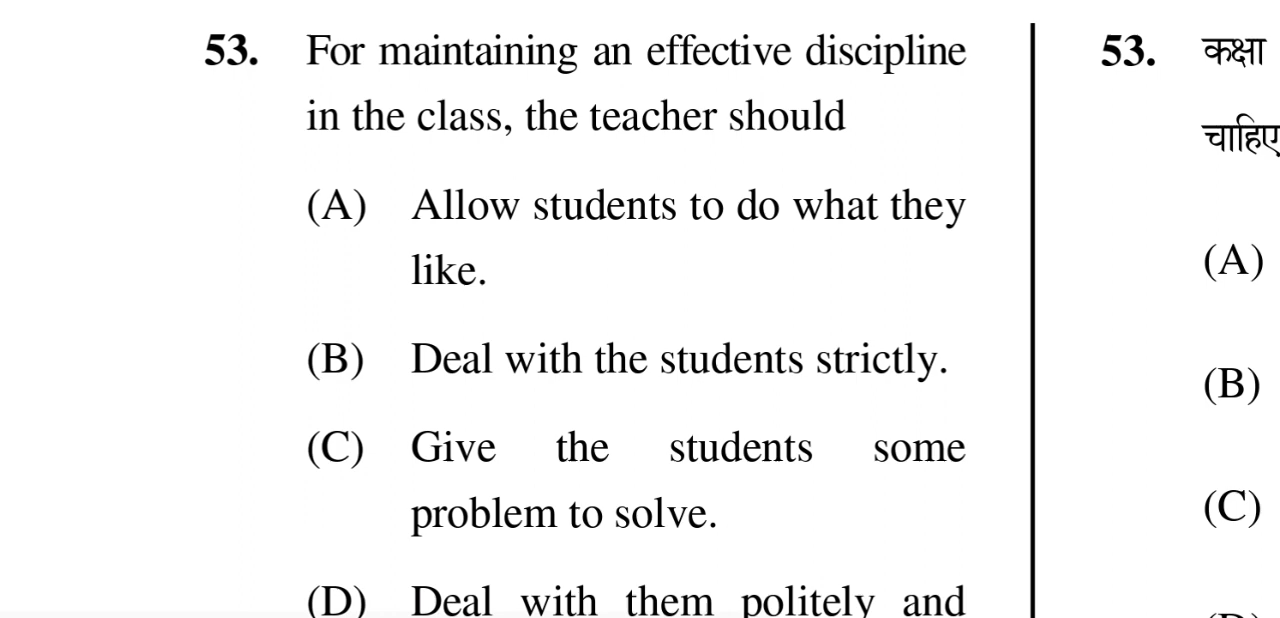 53. For maintaining an effective discipline
in the class, the teacher should
(A) Allow students to do what they
like.
(B) Deal with the students strictly.
(C) Give the students some
problem to solve.
(D) Deal with them politely and
53. कक्षा
चाहिए
(A)
(B)
(C)
(D)